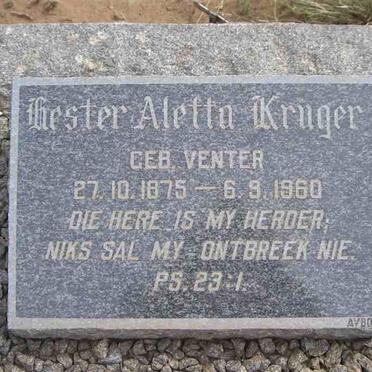 Hester Aletta Kruger
GEB. VENTER
27.10.1875 — 6.9.1960
DIE HERE IS MY HERDER;
NIKS SAL MY ONTBREEK NIE.
PS. 23:1.